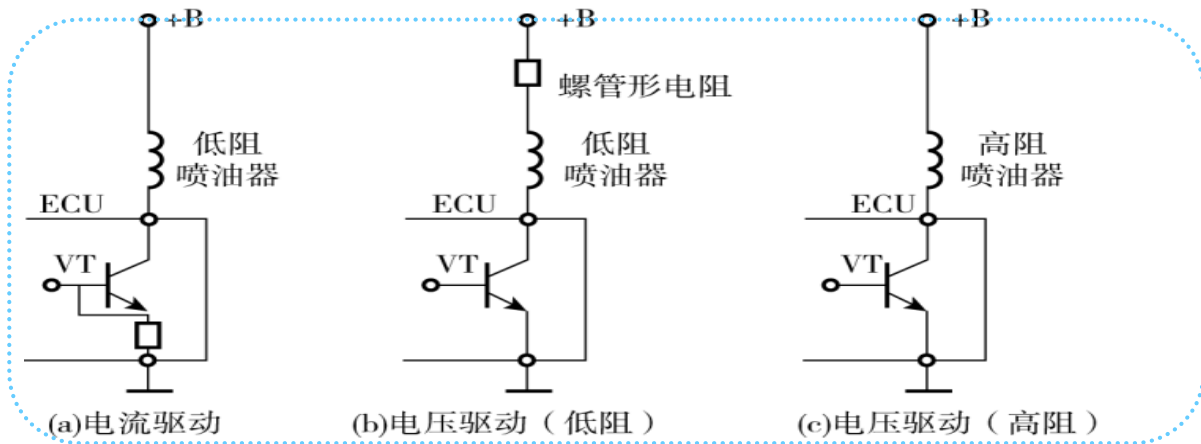 +B
低阻
喷油器
ECU
VT
(a)电流驱动
+B
螺管形电阻
低阻
喷油器
ECU
VT
(b)电压驱动（低阻）
+B
高阻
喷油器
ECU
VT
(c)电压驱动（高阻）